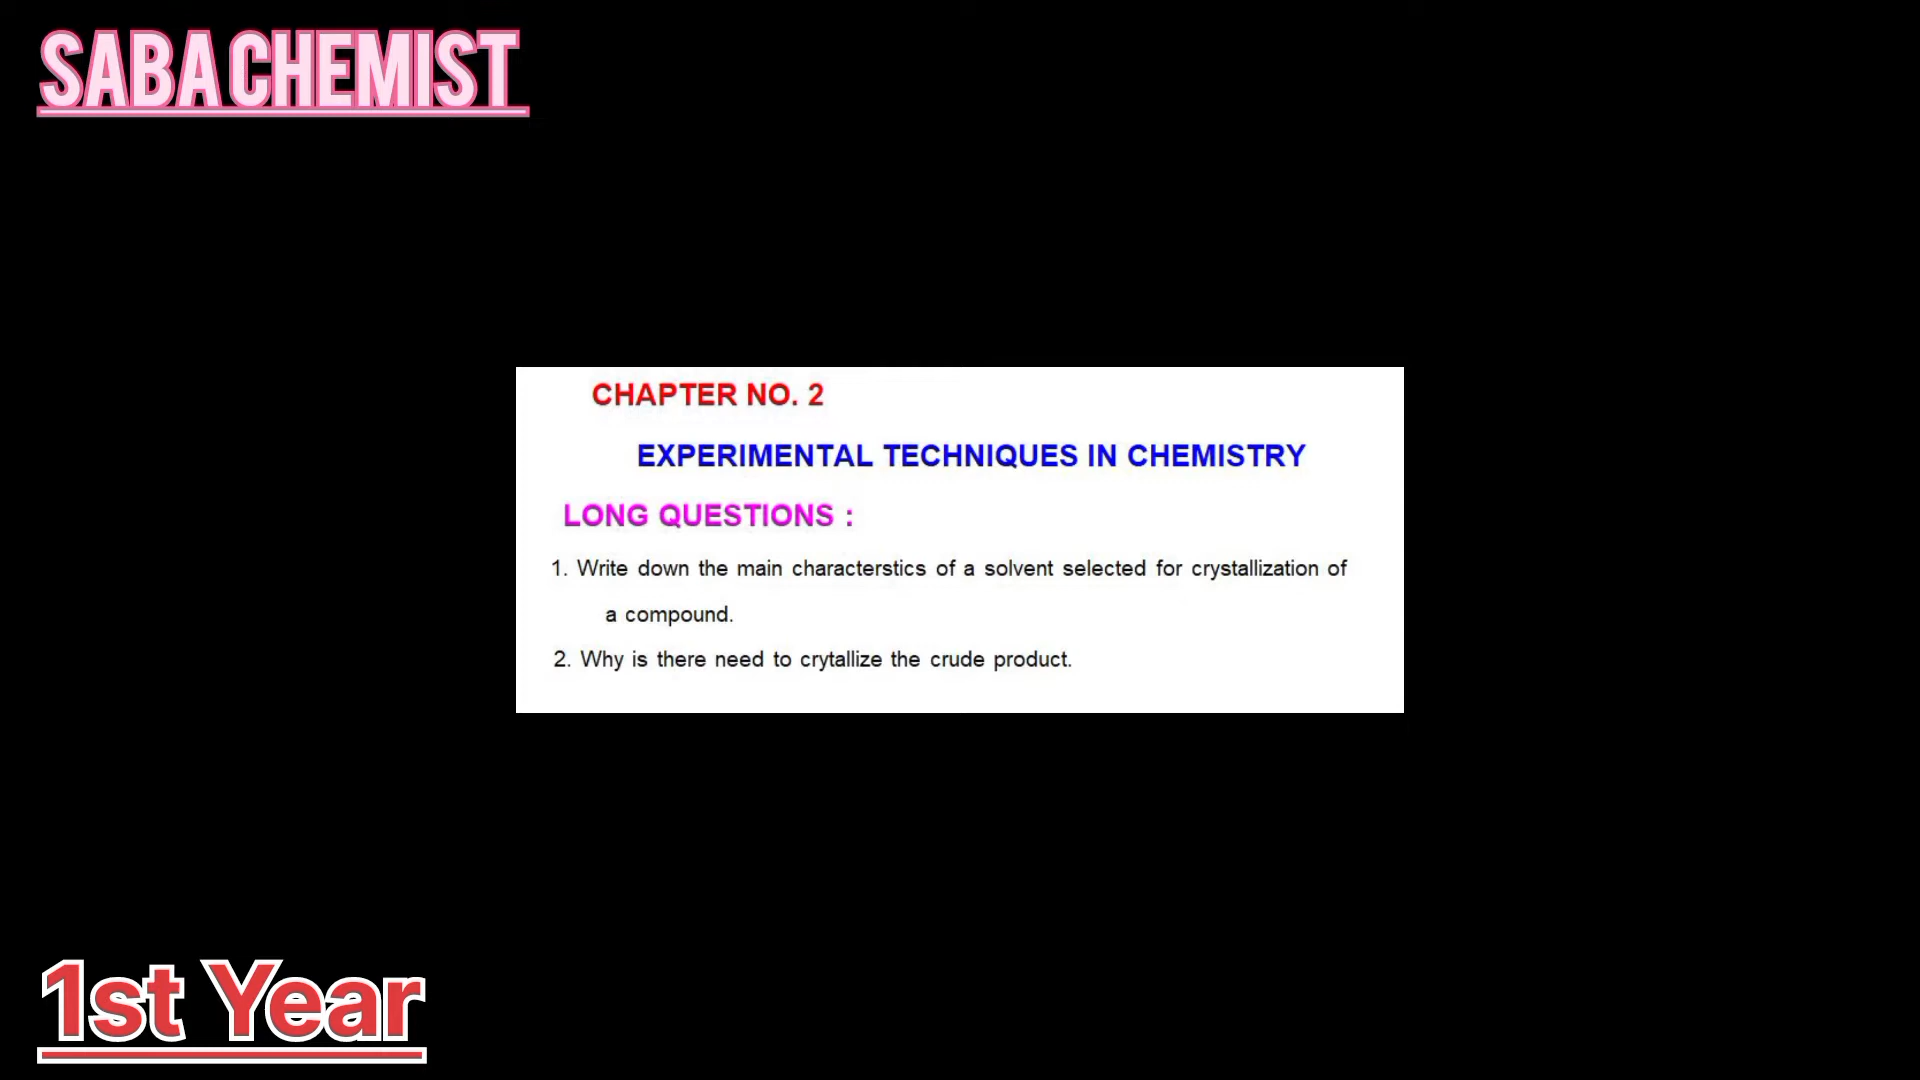 SABA CHEMIST
CHAPTER NO. 2
EXPERIMENTAL TECHNIQUES IN CHEMISTRY
LONG QUESTIONS :
1. Write down the main characterstics of a solvent selected for crystallization of
a compound.
2. Why is there need to crytallize the crude product.
1st Year